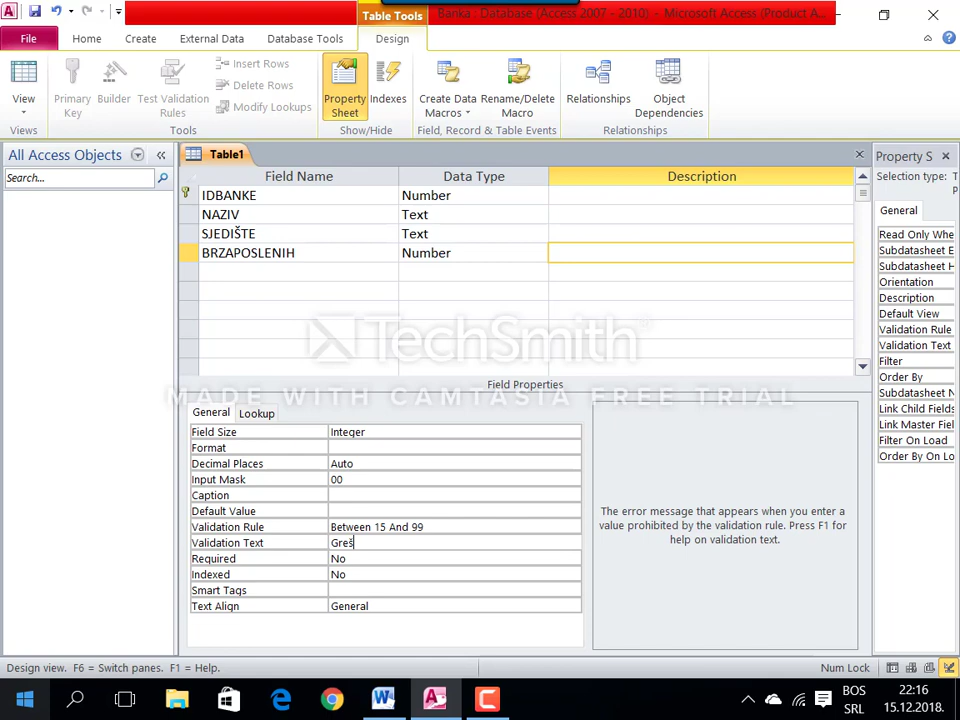 Table Tools
Banka : Database (Access 2007 - 2010) - Microsoft Access (Product A...
File Home Create External Data Database Tools Design
View
Views
Primary Key
Builder
Test Validation Rules
Insert Rows
Delete Rows
Modify Lookups
Tools
Property Sheet
Indexes
Show/Hide
Create Data Macros
Rename/Delete Macro
Field, Record & Table Events
Relationships
Object Dependencies
Relationships
All Access Objects
Search...
Table1
Field Name Data Type Description
IDBANKE Number
NAZIV Text
SJEDIŠTE Text
BRZAPOSLENIH Number
TechSmith
MADE WITH CAMTASIA FREE TRIAL
Field Properties
General Lookup
Field Size Integer
Format
Decimal Places Auto
Input Mask 00
Caption
Default Value
Validation Rule Between 15 And 99
Validation Text Greš
Required No
Indexed No
Smart Tags
Text Align General
The error message that appears when you enter a
value prohibited by the validation rule. Press F1 for
help on validation text.
Property S
Selection type: T
P
General
Read Only Whe
Subdatasheet E
Subdatasheet H
Orientation
Description
Default View
Validation Rule
Validation Text
Filter
Order By
Subdatasheet N
Link Child Fields
Link Master Fiel
Filter On Load
Order By On Lo
Design view. F6 = Switch panes. F1 = Help.
Num Lock
BOS
SRL
22:16
15.12.2018.